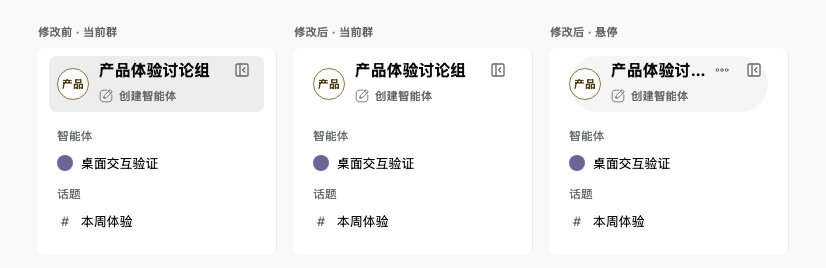 修改前 · 当前群
产品
产品体验讨论组
创建智能体
智能体
桌面交互验证
话题
# 本周体验
修改后 · 当前群
产品
产品体验讨论组
创建智能体
智能体
桌面交互验证
话题
# 本周体验
修改后 · 悬停
产品
产品体验讨...
创建智能体
智能体
桌面交互验证
话题
# 本周体验